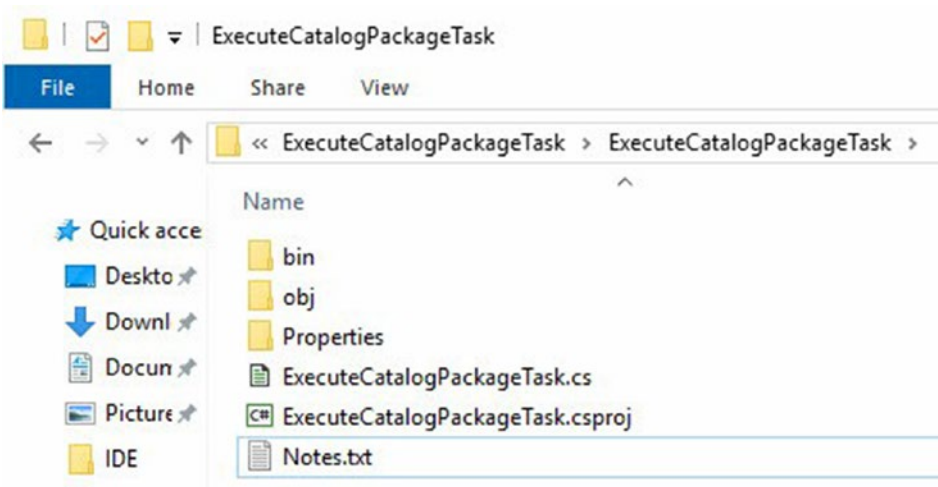 ExecuteCatalogPackageTask
File Home Share View
« ExecuteCatalogPackageTask > ExecuteCatalogPackageTask >
Name
Quick acce
Deskto
Downl
Docum
Picture
IDE
bin
obj
Properties
ExecuteCatalogPackageTask.cs
C# ExecuteCatalogPackageTask.csproj
Notes.txt